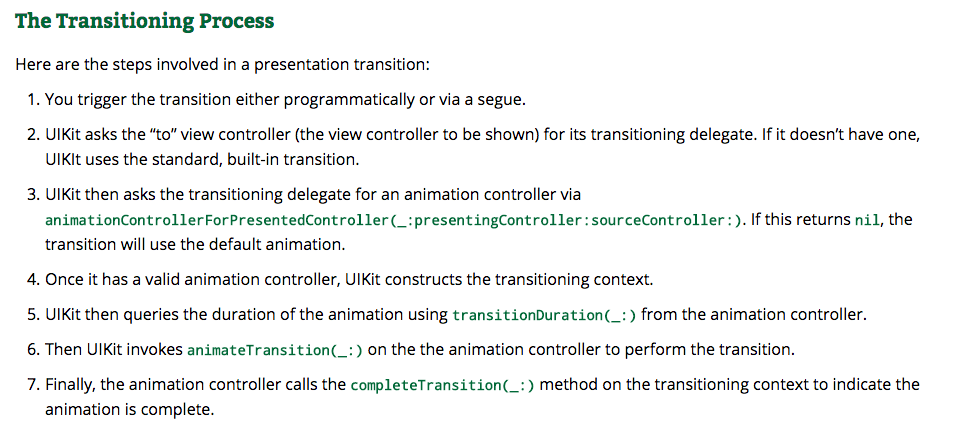 The Transitioning Process
Here are the steps involved in a presentation transition:
1. You trigger the transition either programmatically or via a segue.
2. UIKit asks the “to” view controller (the view controller to be shown) for its transitioning delegate. If it doesn’t have one,
UIKIt uses the standard, built-in transition.
3. UIKit then asks the transitioning delegate for an animation controller via
animationControllerForPresentedController(_:presentingController:sourceController:). If this returns nil, the
transition will use the default animation.
4. Once it has a valid animation controller, UIKit constructs the transitioning context.
5. UIKit then queries the duration of the animation using transitionDuration(_:) from the animation controller.
6. Then UIKit invokes animateTransition(_:) on the the animation controller to perform the transition.
7. Finally, the animation controller calls the completeTransition(_:) method on the transitioning context to indicate the
animation is complete.